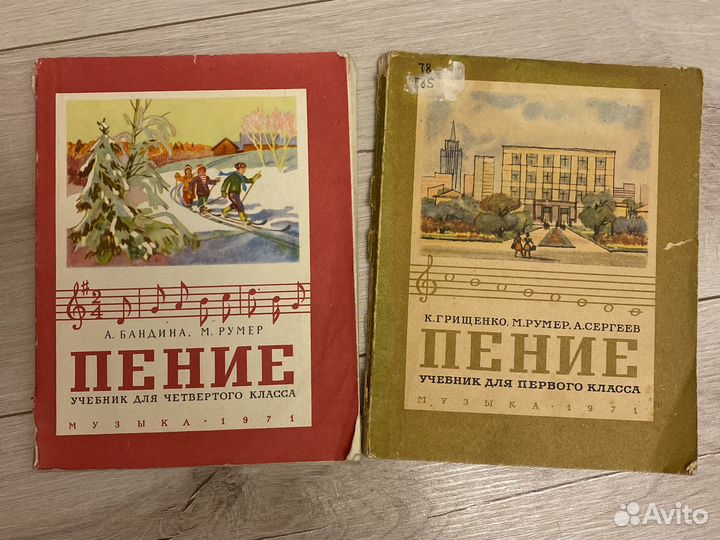 А. БАНДИНА, М. РУМЕР
ПЕНИЕ
УЧЕБНИК ДЛЯ ЧЕТВЕРТОГО КЛАССА
МУЗЫКА · 1971
78
К. ГРИЩЕНКО, М. РУМЕР, А. СЕРГЕЕВ
ПЕНИЕ
УЧЕБНИК ДЛЯ ПЕРВОГО КЛАССА
МУЗЫКА · 1971
Avito